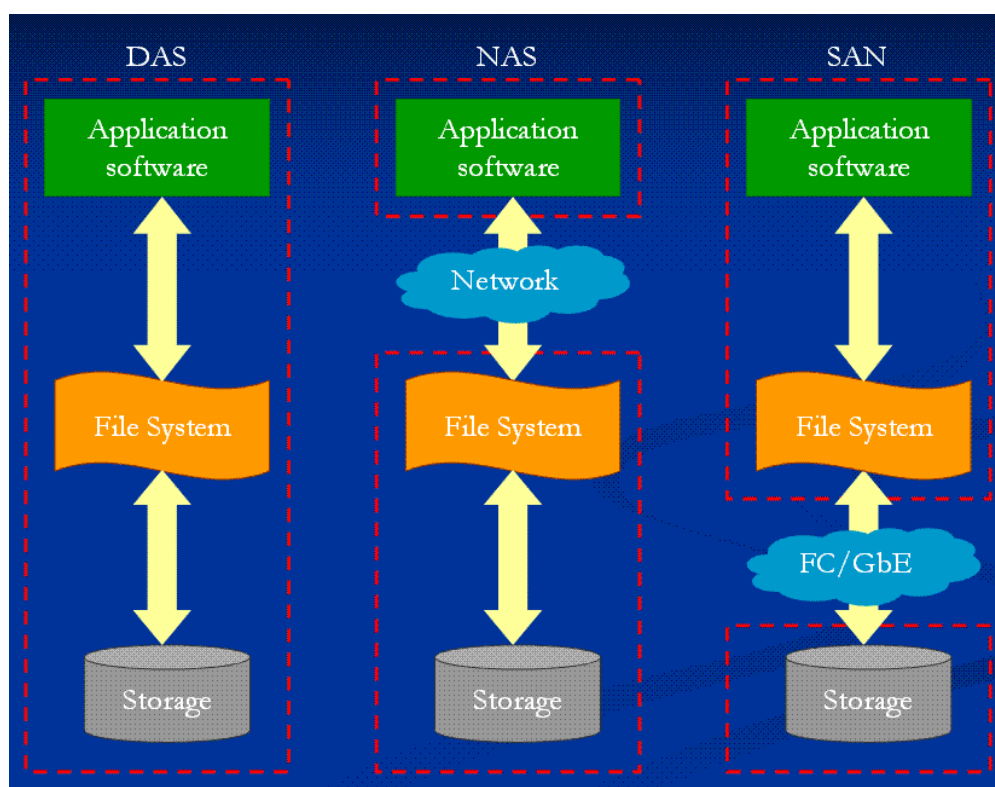 DAS
Application
software
File System
Storage
NAS
Application
software
Network
File System
Storage
SAN
Application
software
File System
FC/GbE
Storage